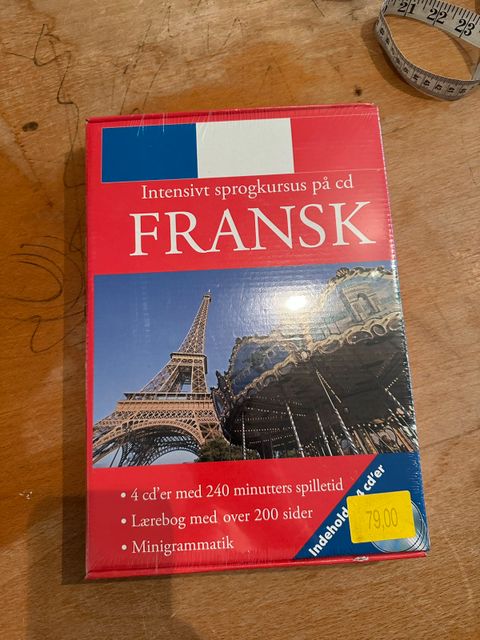 21 22 23
Intensivt sprogkursus på cd
FRANSK
• 4 cd'er med 240 minutters spilletid
• Lærebog med over 200 sider
• Minigrammatik
Indehold 4 cd'er
79,00